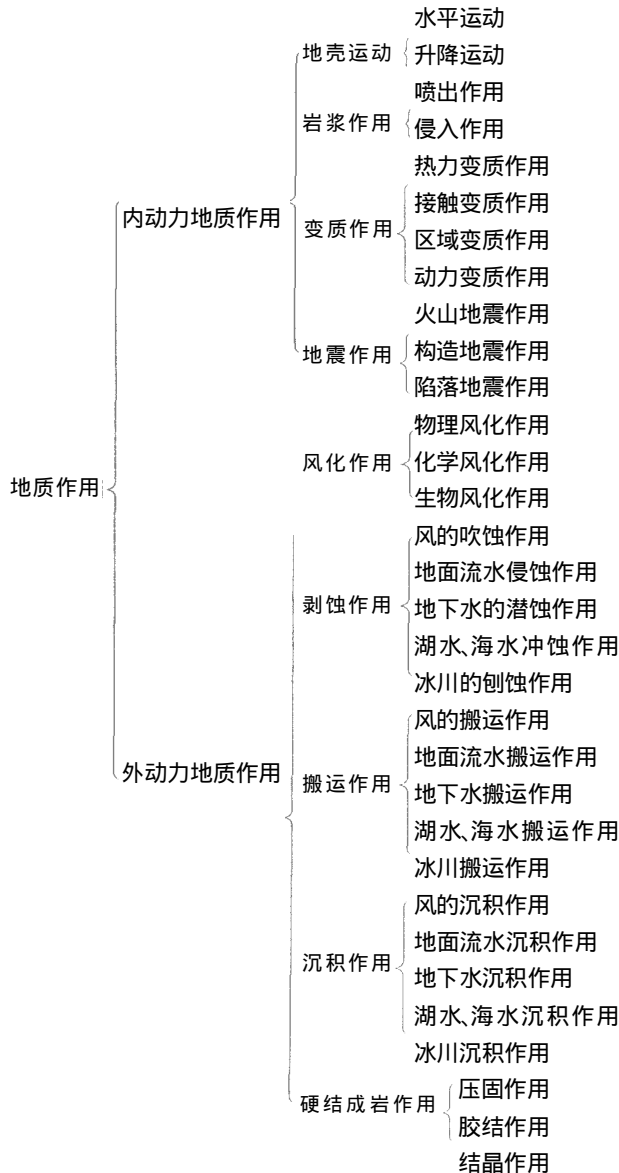 水平运动
地壳运动
升降运动
喷出作用
岩浆作用
侵入作用
热力变质作用
接触变质作用
内动力地质作用
变质作用
区域变质作用
动力变质作用
火山地震作用
地震作用
构造地震作用
陷落地震作用
物理风化作用
风化作用
化学风化作用
地质作用
生物风化作用
风的吹蚀作用
地面流水侵蚀作用
剥蚀作用
地下水的潜蚀作用
湖水、海水冲蚀作用
冰川的刨蚀作用
风的搬运作用
地面流水搬运作用
外动力地质作用
搬运作用
地下水搬运作用
湖水、海水搬运作用
冰川搬运作用
风的沉积作用
地面流水沉积作用
沉积作用
地下水沉积作用
湖水、海水沉积作用
冰川沉积作用
压固作用
硬结成岩作用
胶结作用
结晶作用